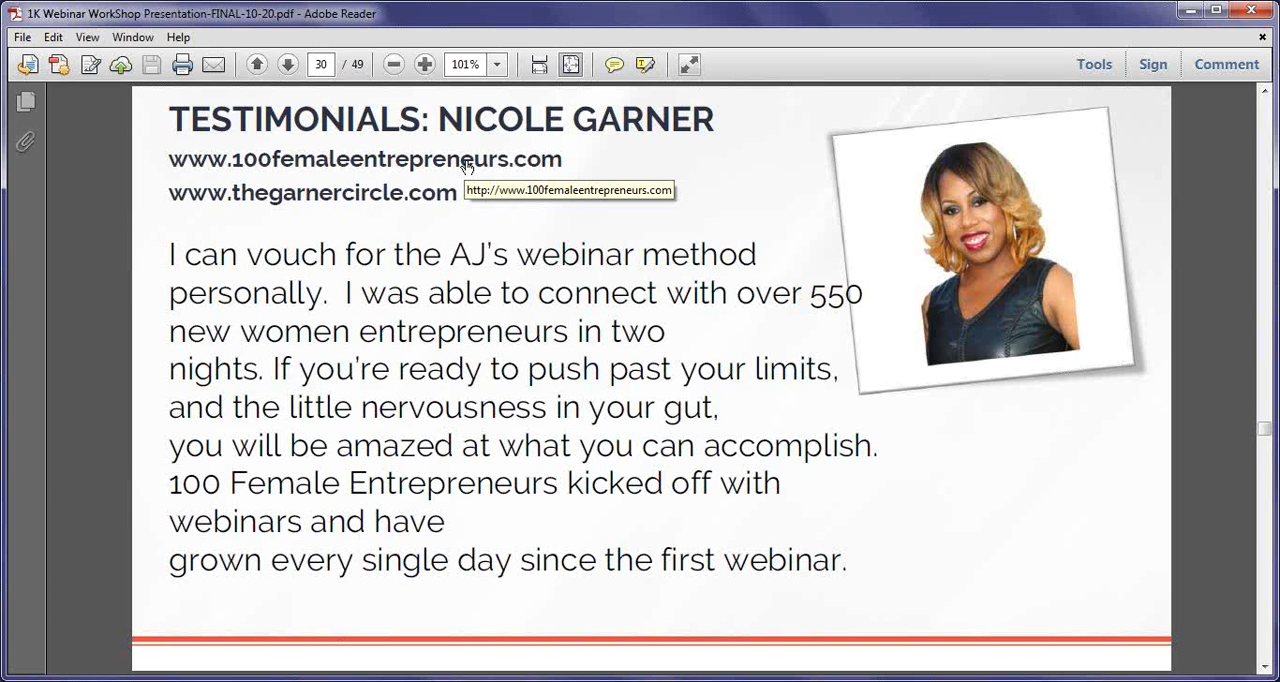 1K Webinar WorkShop Presentation-FINAL-10-20.pdf - Adobe Reader
File Edit View Window Help
30 / 49 101% Tools Sign Comment
TESTIMONIALS: NICOLE GARNER
www.100femaleentrepreneurs.com
www.thegarnercircle.com
http://www.100femaleentrepreneurs.com
I can vouch for the AJ's webinar method
personally. I was able to connect with over 550
new women entrepreneurs in two
nights. If you're ready to push past your limits,
and the little nervousness in your gut,
you will be amazed at what you can accomplish.
100 Female Entrepreneurs kicked off with
webinars and have
grown every single day since the first webinar.